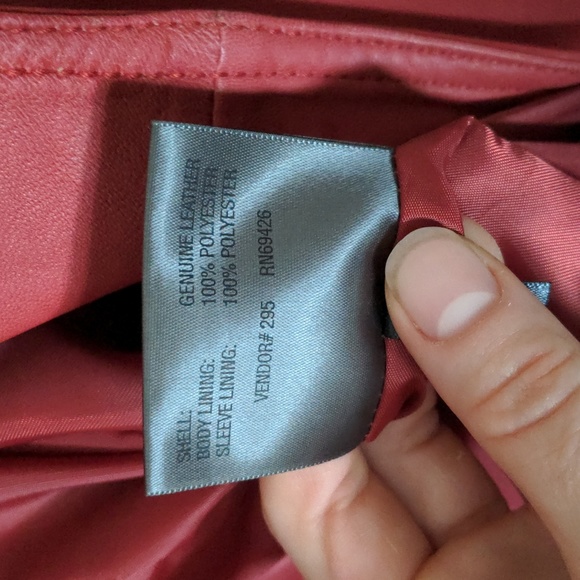 SHELL: GENUINE LEATHER
BODY LINING: 100% POLYESTER
SLEEVE LINING: 100% POLYESTER
VENDOR# 295 RN69426